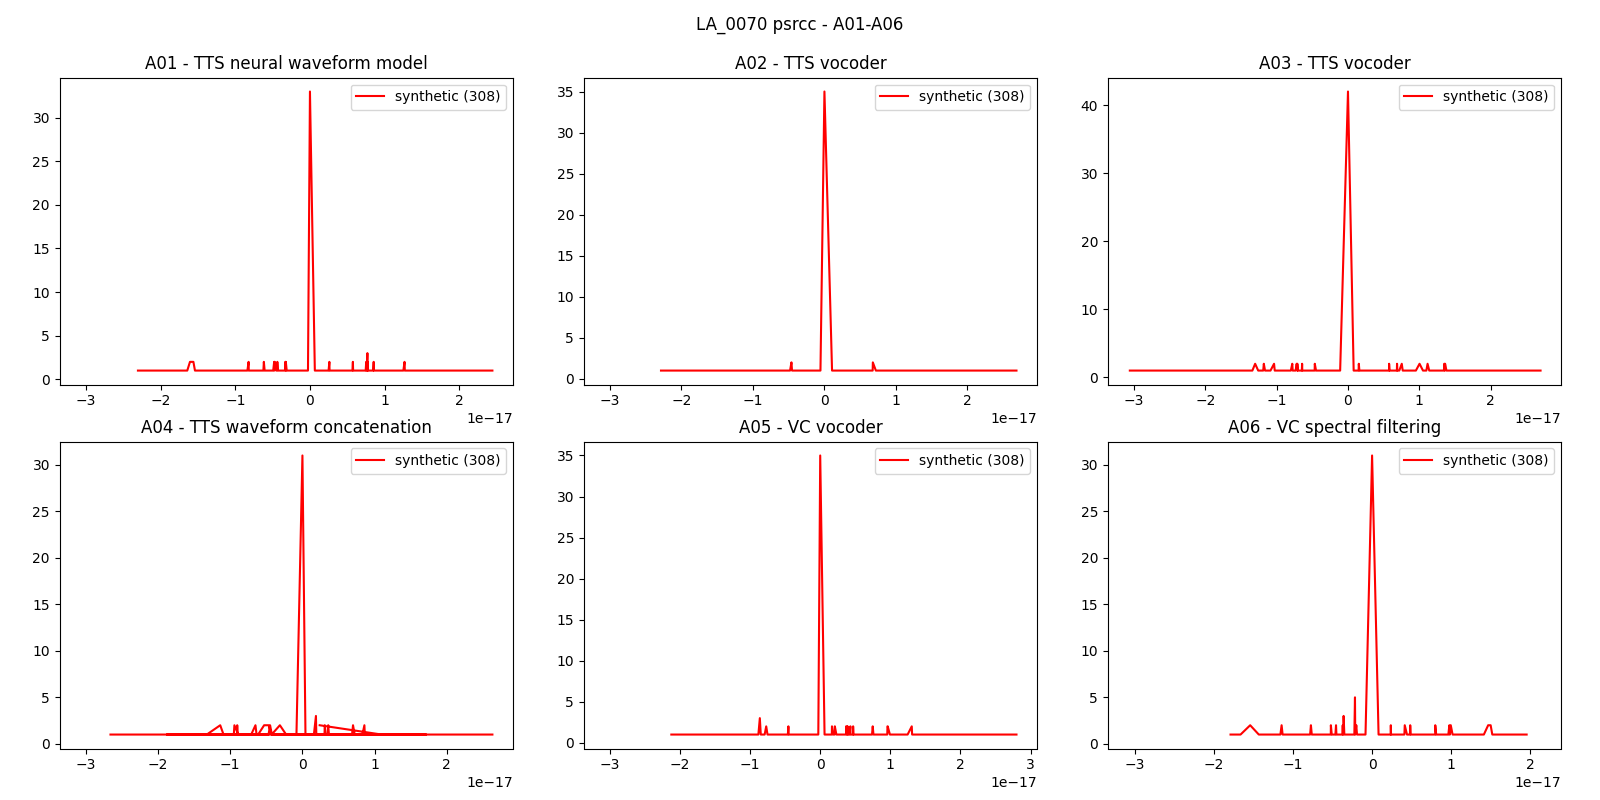 LA_0070 psrcc - A01-A06
A01 - TTS neural waveform model
A02 - TTS vocoder
A03 - TTS vocoder
synthetic (308)
synthetic (308)
synthetic (308)
30
25
20
15
10
5
0
35
30
25
20
15
10
5
0
40
30
20
10
0
−3 −2 −1 0 1 2
1e−17
−3 −2 −1 0 1 2
1e−17
−3 −2 −1 0 1 2
1e−17
A04 - TTS waveform concatenation
A05 - VC vocoder
A06 - VC spectral filtering
synthetic (308)
synthetic (308)
synthetic (308)
30
25
20
15
10
5
0
35
30
25
20
15
10
5
0
30
25
20
15
10
5
0
−3 −2 −1 0 1 2
1e−17
−3 −2 −1 0 1 2 3
1e−17
−3 −2 −1 0 1 2
1e−17